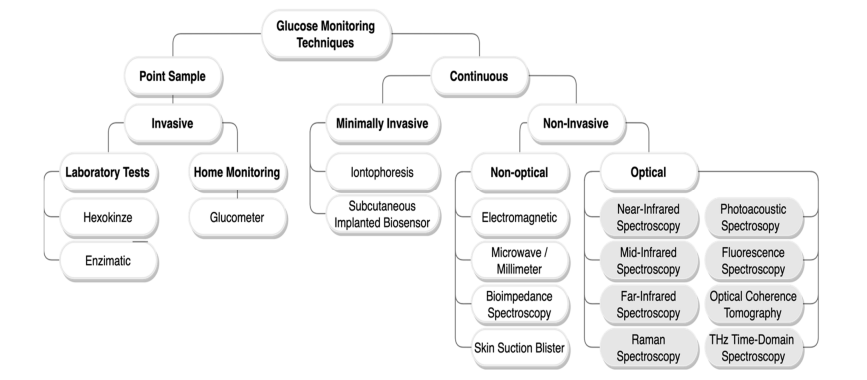 Glucose Monitoring
Techniques
Point Sample
Continuous
Invasive
Minimally Invasive
Non-Invasive
Laboratory Tests
Home Monitoring
Iontophoresis
Non-optical
Optical
Hexokinze
Glucometer
Subcutaneous
Implanted Biosensor
Electromagnetic
Near-Infrared
Spectroscopy
Photoacoustic
Spectrosopy
Enzimatic
Microwave /
Millimeter
Mid-Infrared
Spectroscopy
Fluorescence
Spectroscopy
Bioimpedance
Spectroscopy
Far-Infrared
Spectroscopy
Optical Coherence
Tomography
Skin Suction Blister
Raman
Spectroscopy
THz Time-Domain
Spectroscopy